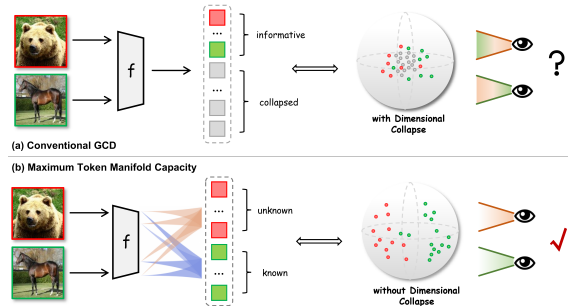 f
...
informative
...
collapsed
with Dimensional
Collapse
?
(a) Conventional GCD
(b) Maximum Token Manifold Capacity
f
...
unknown
...
known
without Dimensional
Collapse